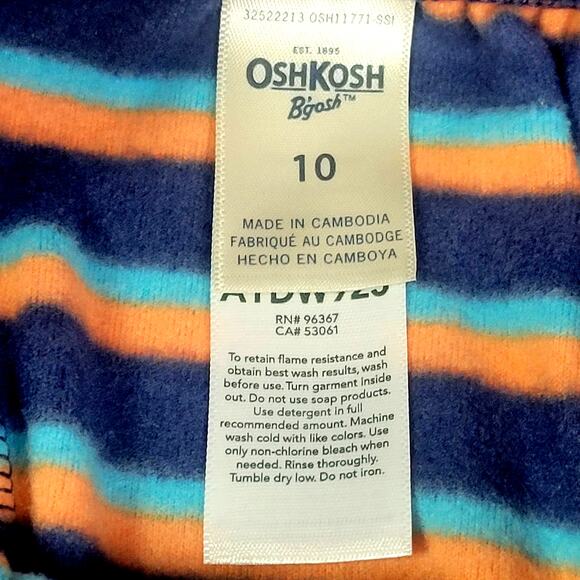 32522213 OSH11771-SSI
EST. 1895
OSHKOSH
B'gosh™
10
MADE IN CAMBODIA
FABRIQUÉ AU CAMBODGE
HECHO EN CAMBOYA
RN# 96367
CA# 53061
To retain flame resistance and
obtain best wash results, wash
before use. Turn garment inside
out. Do not use soap products.
Use detergent in full
recommended amount. Machine
wash cold with like colors. Use
only non-chlorine bleach when
needed. Rinse thoroughly.
Tumble dry low. Do not iron.